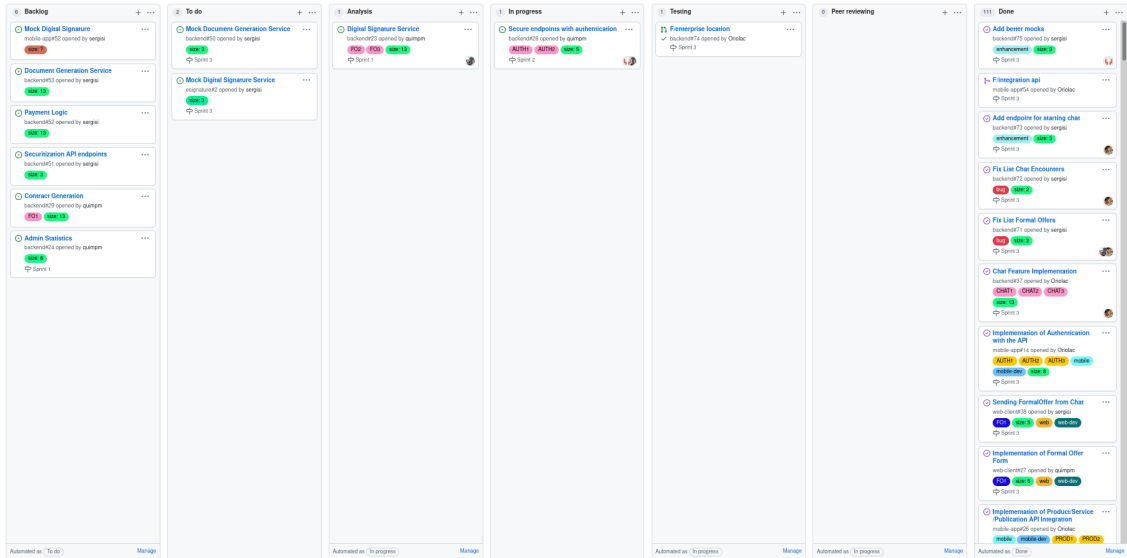 6 Backlog
Mock Digital Signature
mobile-app#52 opened by sergisi
size: 7
Document Generation Service
backend#53 opened by sergisi
size: 13
Payment Logic
backend#52 opened by sergisi
size: 13
Securitization API endpoints
backend#51 opened by sergisi
size: 3
Contract Generation
backend#29 opened by quimpm
FO1 size: 13
Admin Statistics
backend#24 opened by quimpm
size: 8
Sprint 1
Automated as To do Manage
2 To do
Mock Document Generation Service
backend#50 opened by sergisi
size: 3
Sprint 3
Mock Digital Signature Service
esignature#2 opened by sergisi
size: 3
Sprint 3
1 Analysis
Digital Signature Service
backend#23 opened by quimpm
FO2 FO3 size: 13
Sprint 1
Automated as In progress Manage
1 In progress
Secure endpoints with authentication
backend#28 opened by quimpm
AUTH1 AUTH2 size: 5
Sprint 2
1 Testing
F/enterprise location
backend#74 opened by Oriolac
Sprint 3
Automated as In progress Manage
0 Peer reviewing
Automated as In progress Manage
111 Done
Add better mocks
backend#75 opened by sergisi
enhancement size: 3
Sprint 3
F/integration api
mobile-app#54 opened by Oriolac
Sprint 3
Add endpoint for starting chat
backend#73 opened by sergisi
enhancement size: 3
Sprint 3
Fix List Chat Encounters
backend#72 opened by sergisi
bug size: 2
Sprint 3
Fix List Formal Offers
backend#71 opened by sergisi
bug size: 2
Sprint 3
Chat Feature Implementation
backend#37 opened by Oriolac
CHAT1 CHAT2 CHAT3
size: 13
Sprint 3
Implementation of Authentication
with the API
mobile-app#14 opened by Oriolac
AUTH1 AUTH2 AUTH3 mobile
mobile-dev size: 8
Sprint 3
Sending FormalOffer from Chat
web-client#38 opened by sergisi
FO1 size: 5 web web-dev
Sprint 3
Implementation of Formal Offer
Form
web-client#27 opened by quimpm
FO1 size: 5 web web-dev
Sprint 3
Implementation of Product/Service
/Publication API Integration
mobile-app#26 opened by Oriolac
mobile mobile-dev PROD1 PROD2
Automated as Done Manage